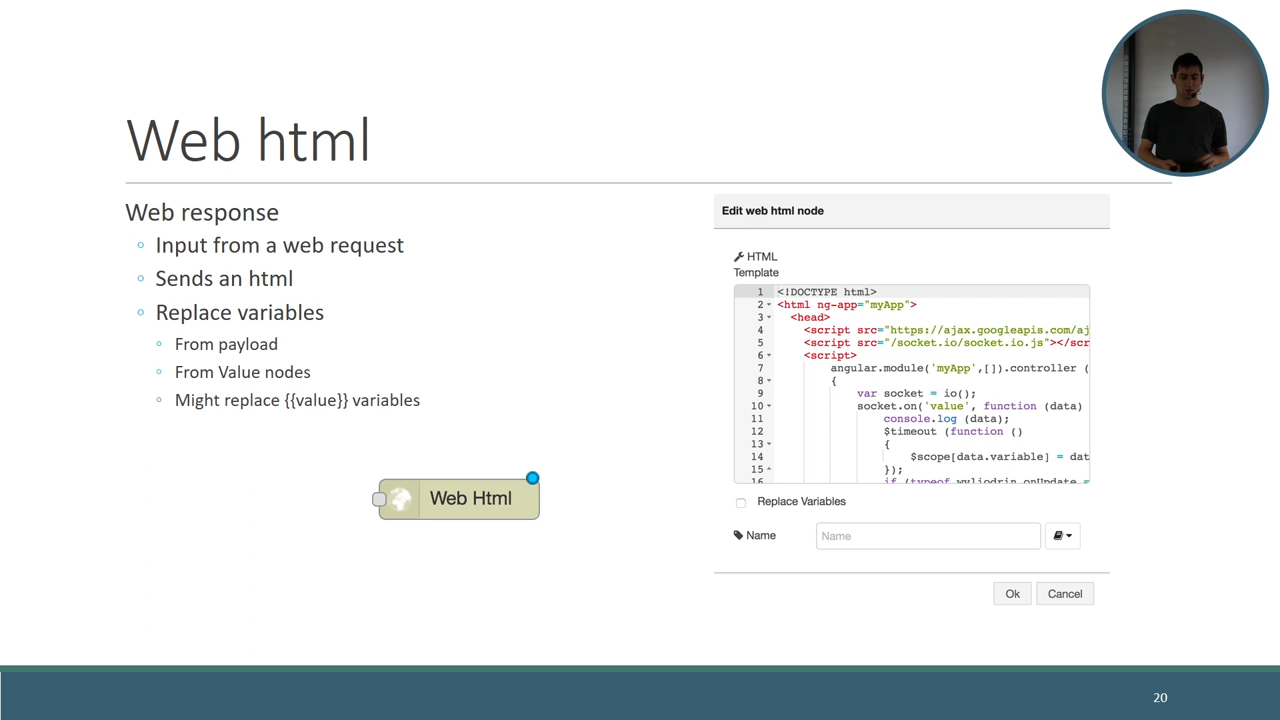 Web html
Web response
Input from a web request
Sends an html
Replace variables
From payload
From Value nodes
Might replace {{value}} variables
Web Html
Edit web html node
HTML
Template
1 <!DOCTYPE html>
2 <html ng-app="myApp">
3 <head>
4 <script src="https://ajax.googleapis.com/aj
5 <script src="/socket.io/socket.io.js"></scr
6 <script>
7 angular.module('myApp',[]).controller (
8 {
9 var socket = io();
10 socket.on('value', function (data)
11 console.log (data);
12 $timeout (function ()
13 {
14 $scope[data.variable] = dat
15 });
16 if (typeof wyliodrin.onUpdate =
Replace Variables
Name
Name
Ok Cancel
20